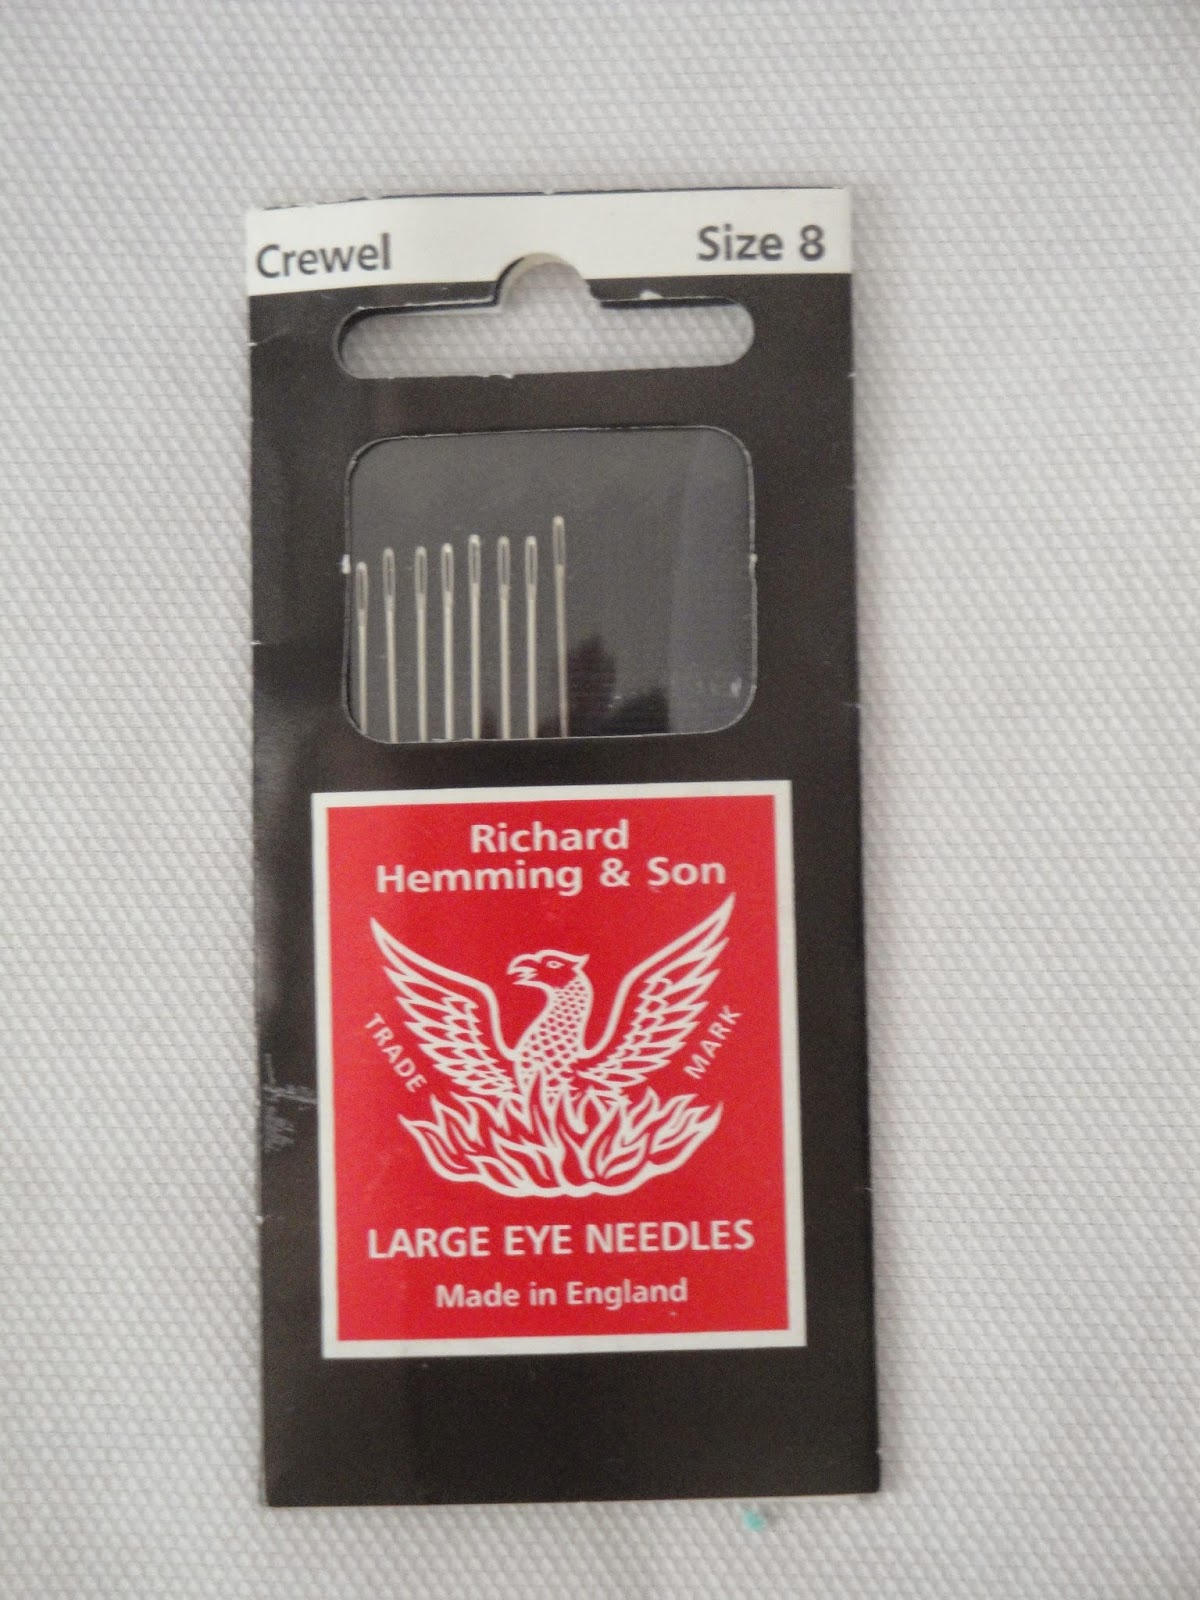 Crewel Size 8
Richard
Hemming & Son
TRADE MARK
LARGE EYE NEEDLES
Made in England